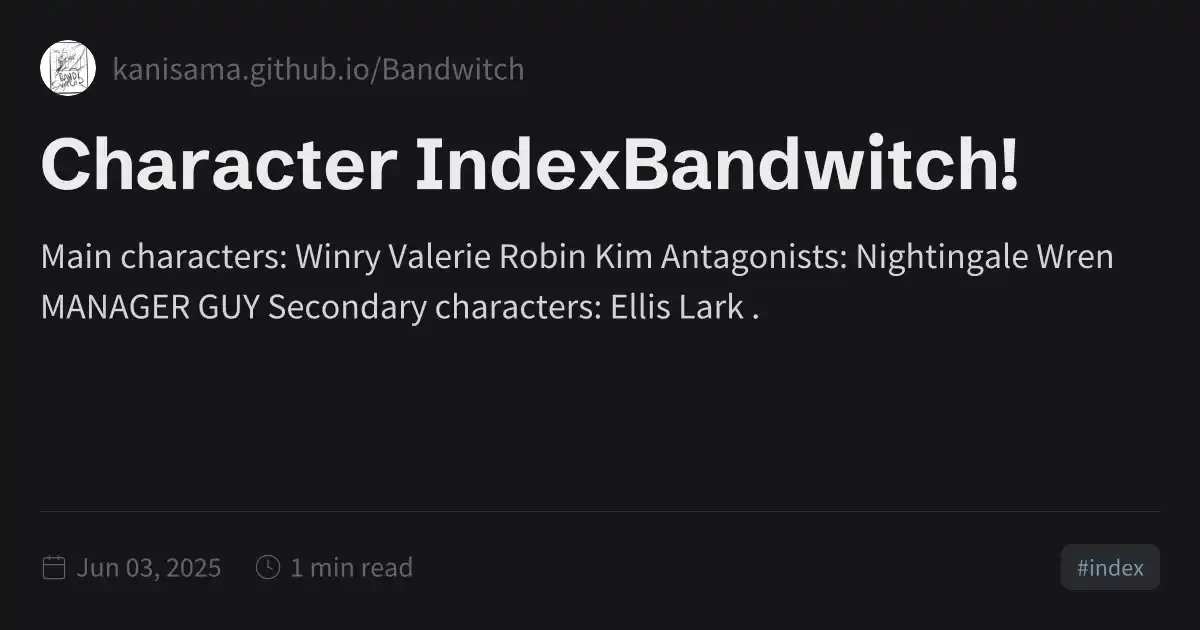 kanisama.github.io/Bandwitch
Character IndexBandwitch!
Main characters: Winry Valerie Robin Kim Antagonists: Nightingale Wren
MANAGER GUY Secondary characters: Ellis Lark .
Jun 03, 2025
1 min read
#index